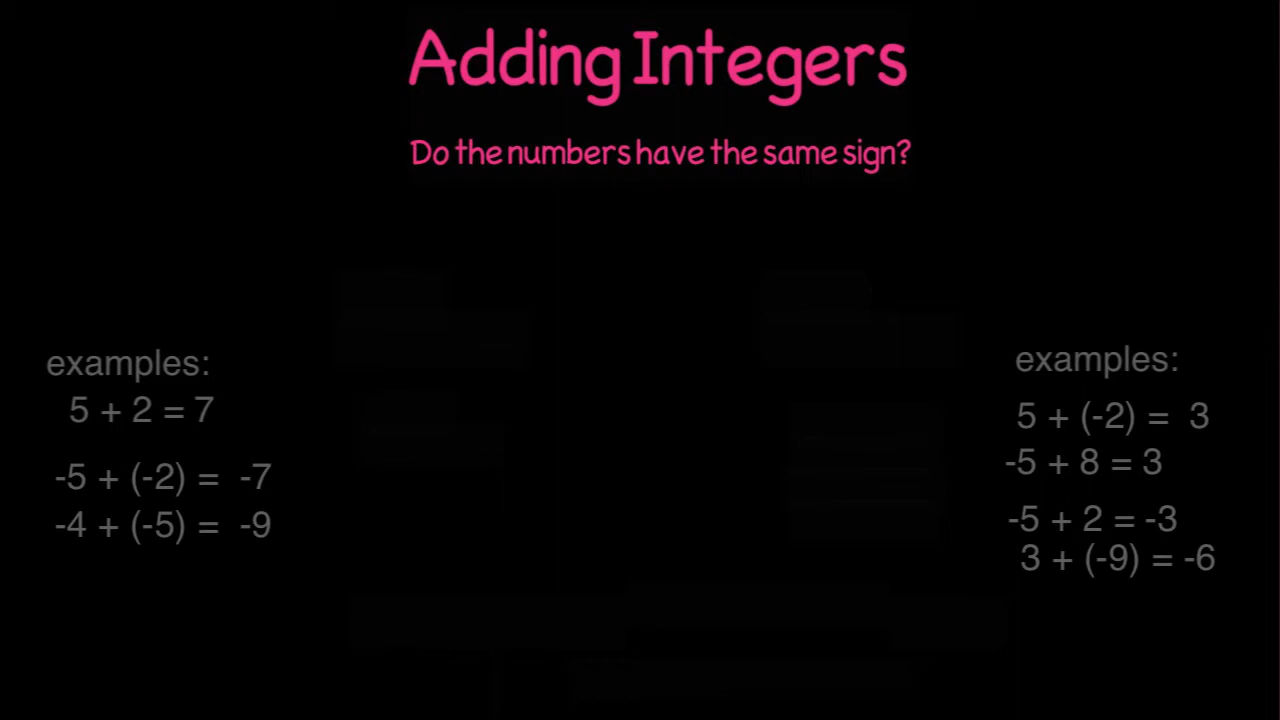 Adding Integers
Do the numbers have the same sign?
examples:
5 + 2 = 7
-5 + (-2) = -7
-4 + (-5) = -9
examples:
5 + (-2) = 3
-5 + 8 = 3
-5 + 2 = -3
3 + (-9) = -6